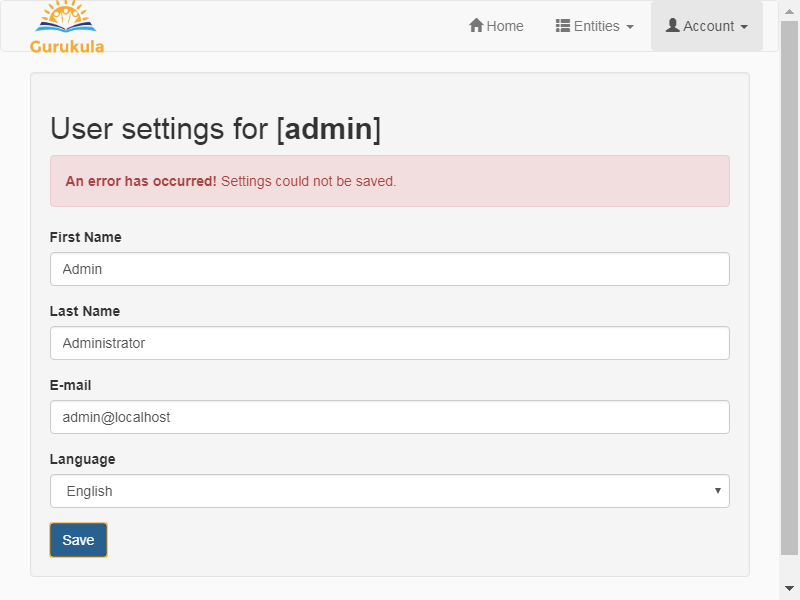 Gurukula
Home
Entities
Account
User settings for [admin]
An error has occurred! Settings could not be saved.
First Name
Admin
Last Name
Administrator
E-mail
admin@localhost
Language
English
Save